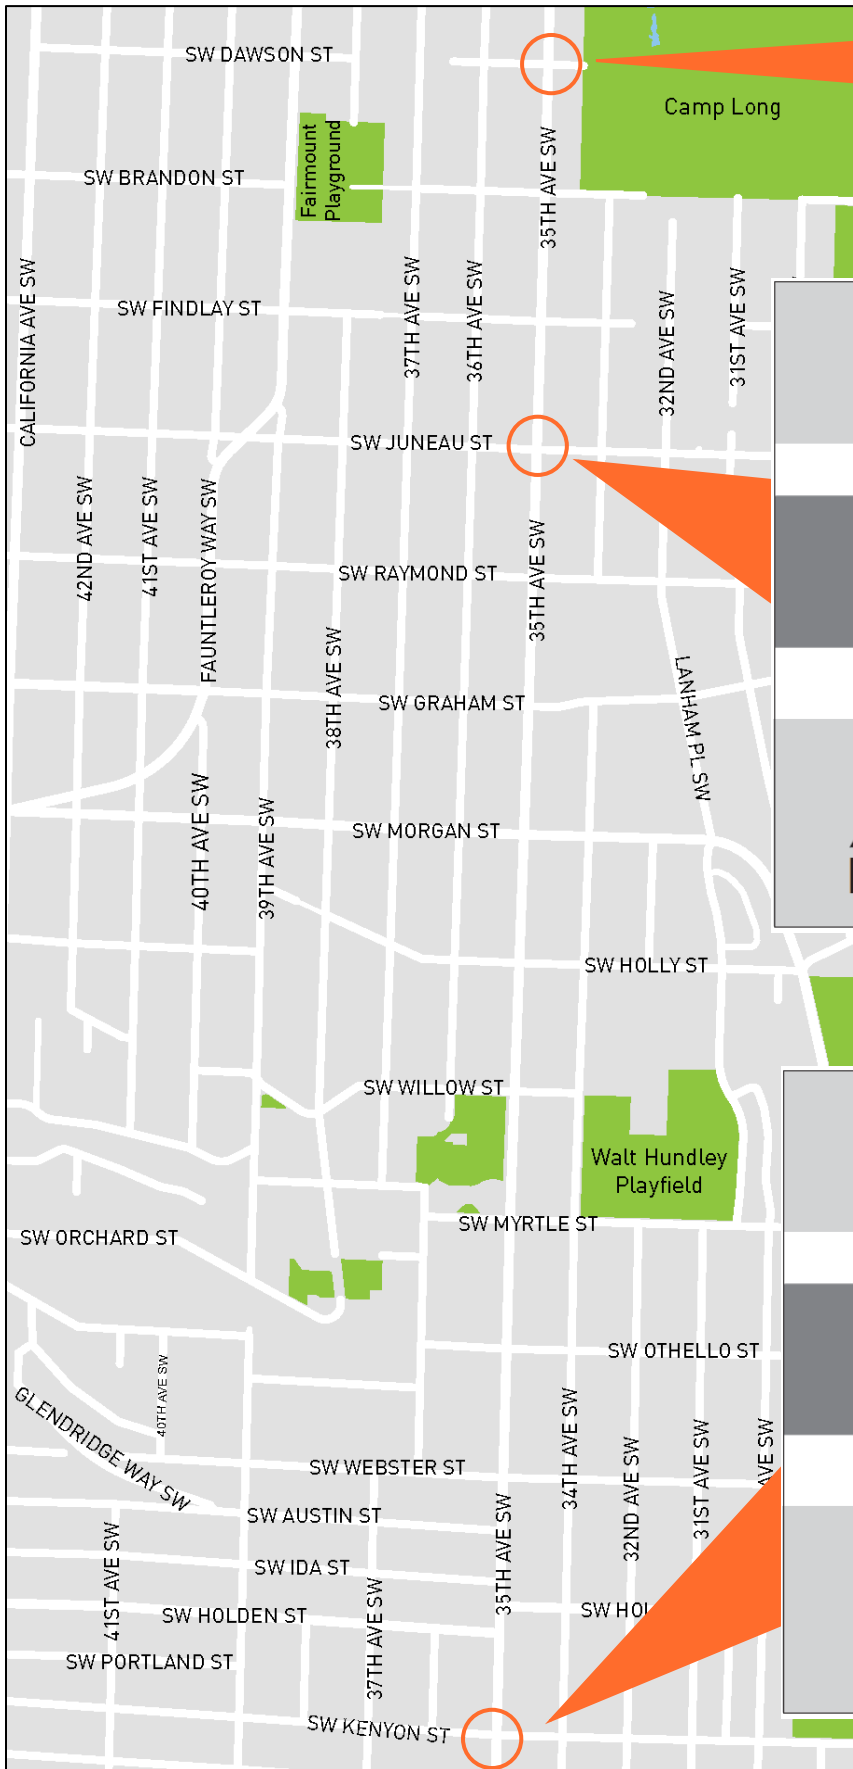 SW DAWSON ST
Camp Long
Fairmount
Playground
SW BRANDON ST
35TH AVE SW
CALIFORNIA AVE SW
SW FINDLAY ST
37TH AVE SW
36TH AVE SW
32ND AVE SW
31ST AVE SW
SW JUNEAU ST
42ND AVE SW
41ST AVE SW
FAUNTLEROY WAY SW
SW RAYMOND ST
35TH AVE SW
38TH AVE SW
SW GRAHAM ST
LANHAM PL SW
40TH AVE SW
39TH AVE SW
SW MORGAN ST
SW HOLLY ST
SW WILLOW ST
Walt Hundley
Playfield
SW ORCHARD ST
SW MYRTLE ST
SW OTHELLO ST
40TH AVE SW
GLENDRIDGE WAY SW
34TH AVE SW
32ND AVE SW
31ST AVE SW
AVE SW
SW WEBSTER ST
SW AUSTIN ST
35TH AVE SW
SW IDA ST
41ST AVE SW
37TH AVE SW
SW HOLDEN ST
SW HOL
SW PORTLAND ST
SW KENYON ST